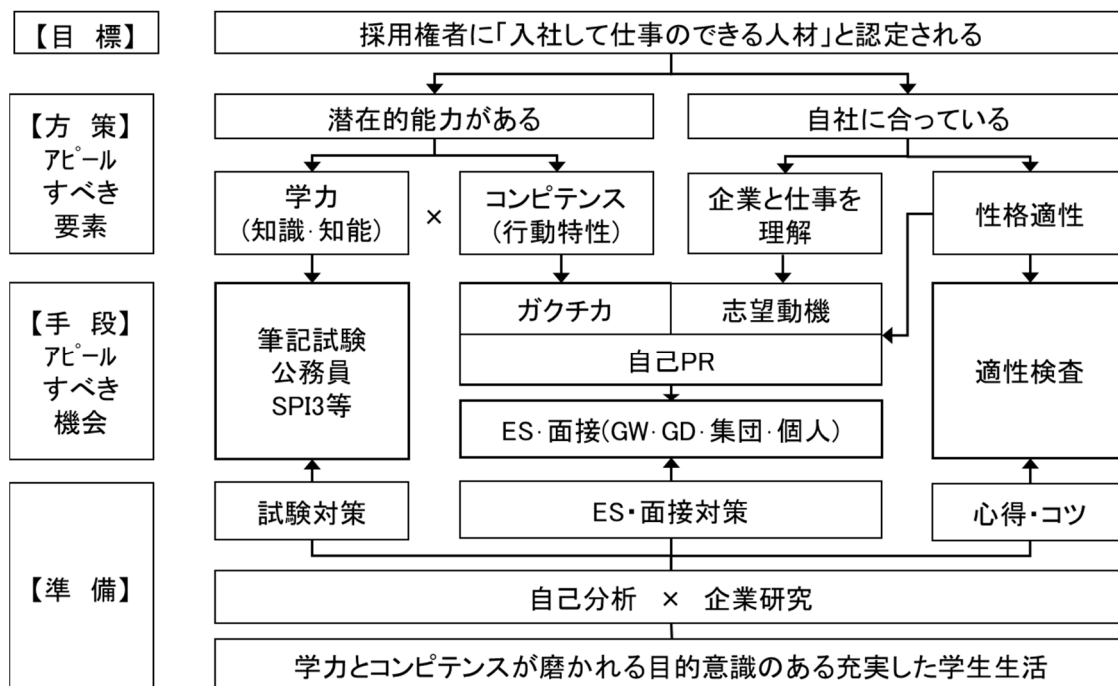 【目 標】
採用権者に「入社して仕事のできる人材」と認定される
【方 策】
アピール
すべき
要素
潜在的能力がある
自社に合っている
学力
(知識・知能)
×
コンピテンス
(行動特性)
企業と仕事を
理解
性格適性
【手 段】
アピール
すべき
機会
筆記試験
公務員
SPI3等
ガクチカ
志望動機
自己PR
ES・面接(GW・GD・集団・個人)
適性検査
【準 備】
試験対策
ES・面接対策
心得・コツ
自己分析 × 企業研究
学力とコンピテンスが磨かれる目的意識のある充実した学生生活